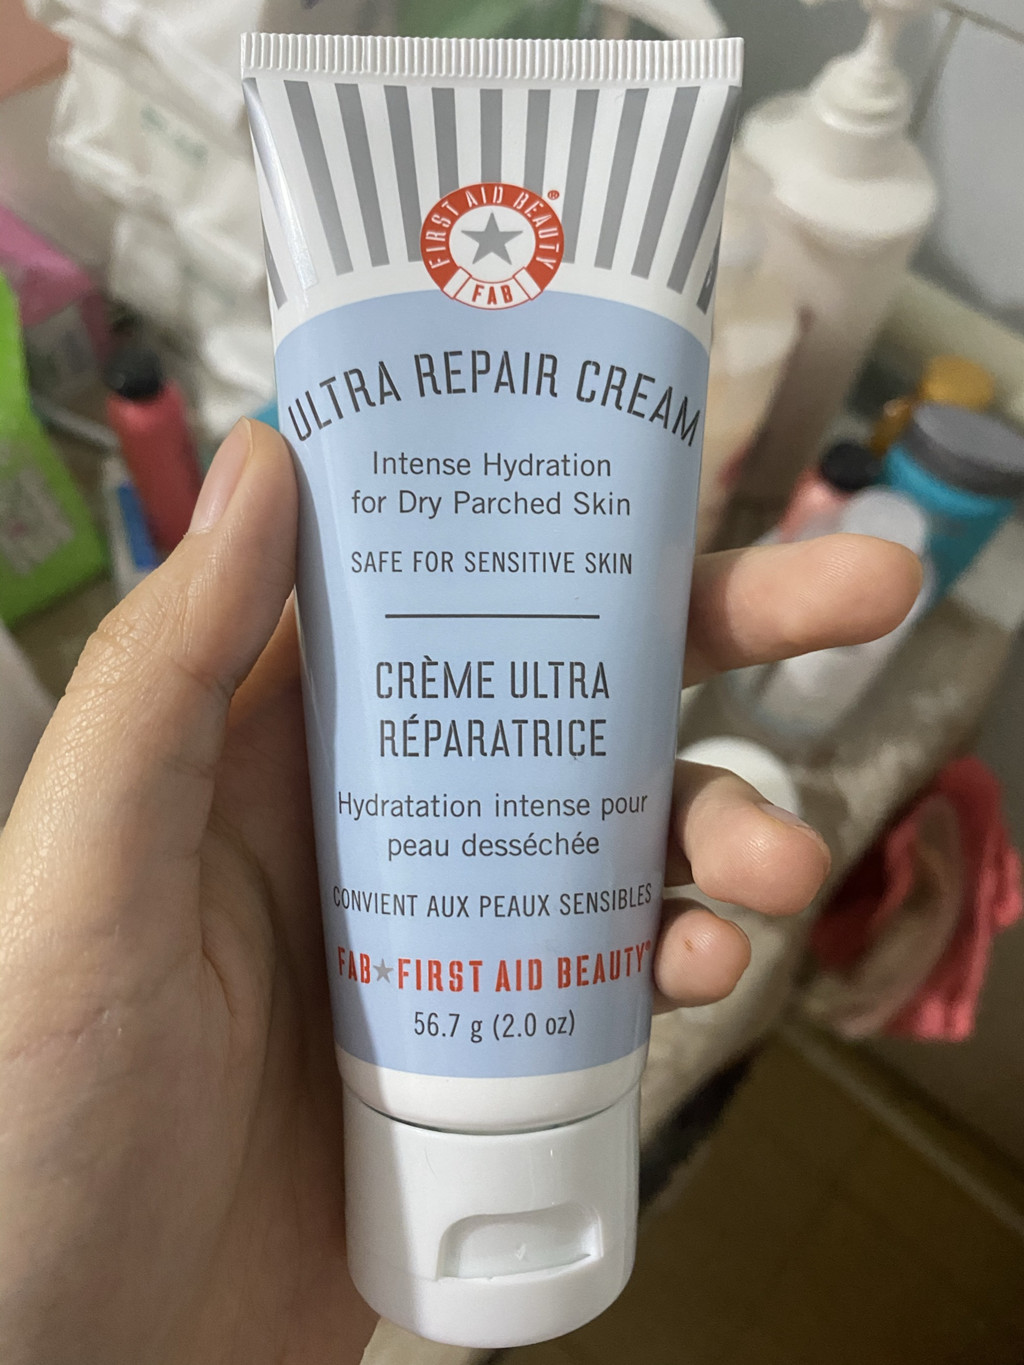 FIRST AID BEAUTY®
FAB
ULTRA REPAIR CREAM
Intense Hydration
for Dry Parched Skin
SAFE FOR SENSITIVE SKIN
CRÈME ULTRA
RÉPARATRICE
Hydratation intense pour
peau desséchée
CONVIENT AUX PEAUX SENSIBLES
FAB★FIRST AID BEAUTY®
56.7 g (2.0 oz)